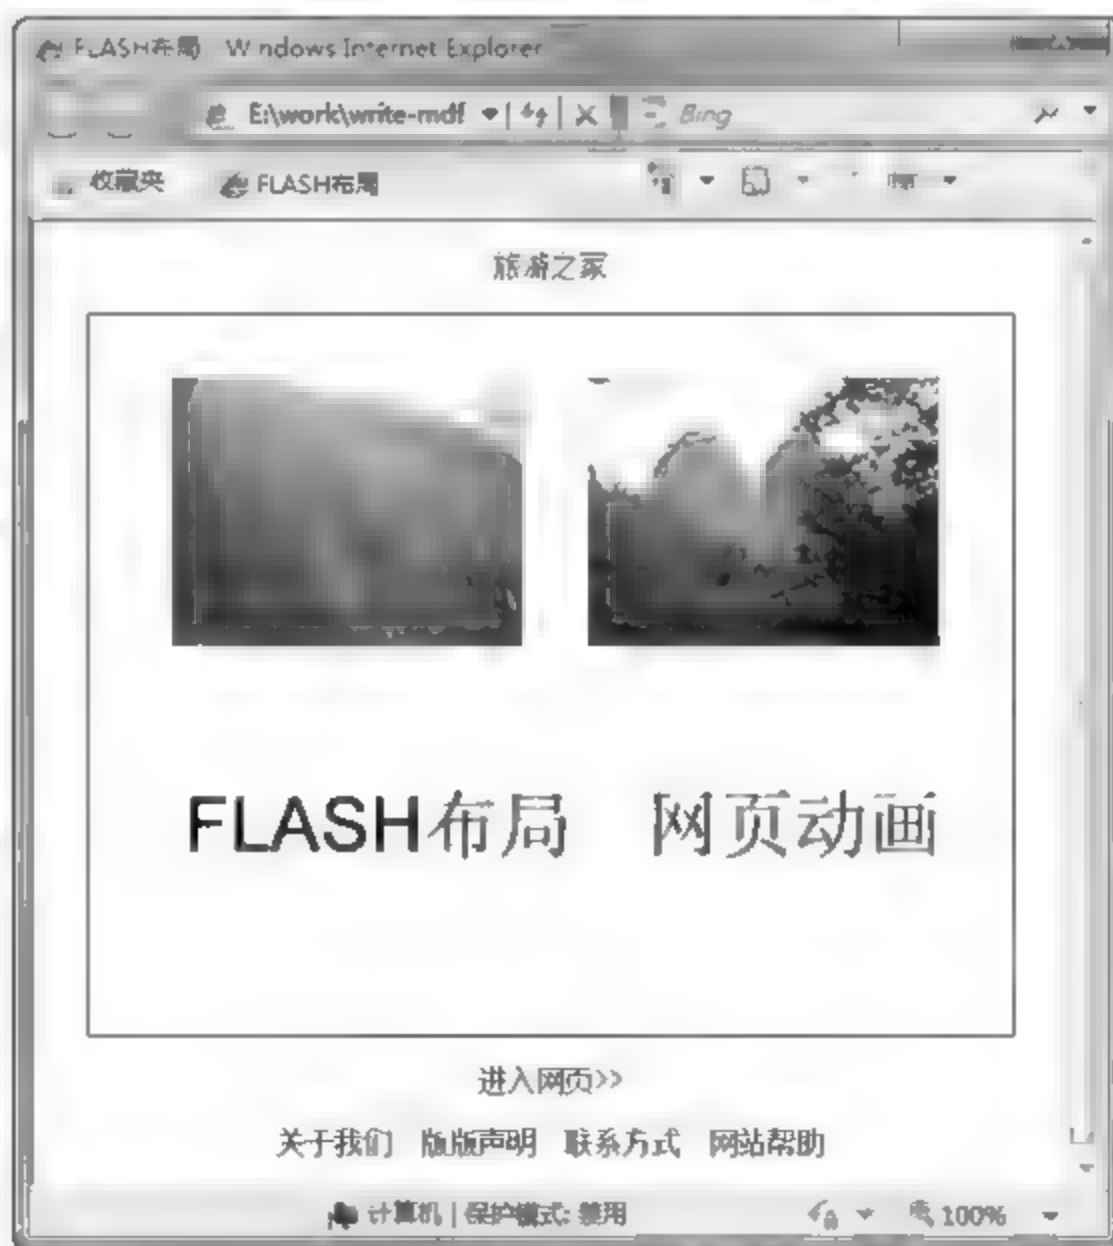 FLASH布局 - Windows Internet Explorer
E:\work\write-mdf Bing
收藏夹 FLASH布局
旅游之家
FLASH布局 网页动画
进入网页>>
关于我们 版版声明 联系方式 网站帮助
计算机 | 保护模式: 禁用 100%